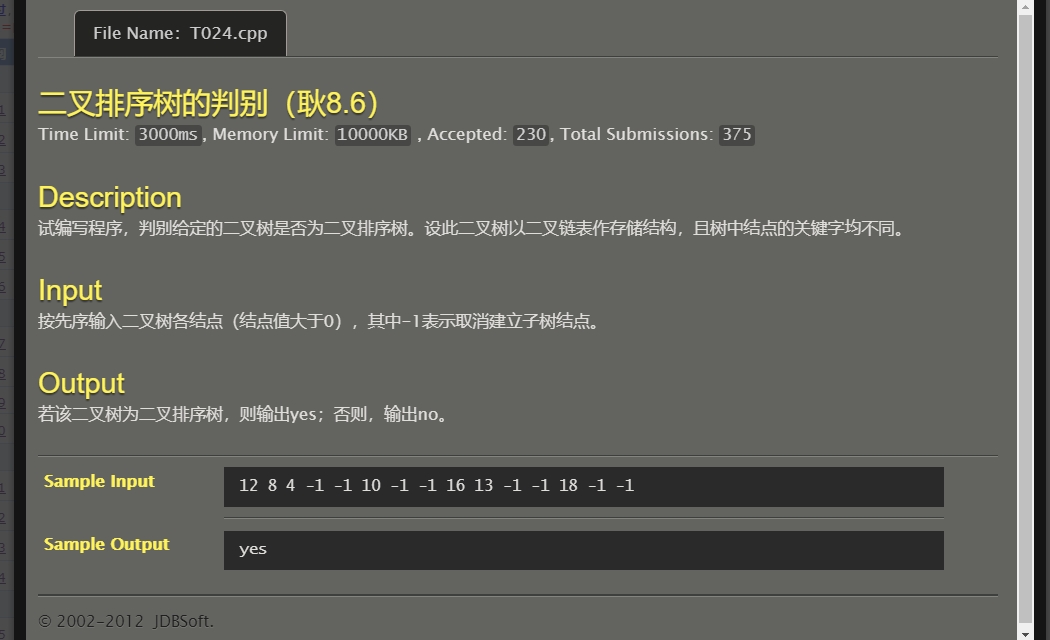 File Name: T024.cpp
二叉排序树的判别（耿8.6）
Time Limit: 3000ms, Memory Limit: 10000KB , Accepted: 230, Total Submissions: 375
Description
试编写程序，判别给定的二叉树是否为二叉排序树。设此二叉树以二叉链表作存储结构，且树中结点的关键字均不同。
Input
按先序输入二叉树各结点（结点值大于0），其中-1表示取消建立子树结点。
Output
若该二叉树为二叉排序树，则输出yes；否则，输出no。
Sample Input
12 8 4 -1 -1 10 -1 -1 16 13 -1 -1 18 -1 -1
Sample Output
yes
© 2002-2012 JDBSoft.